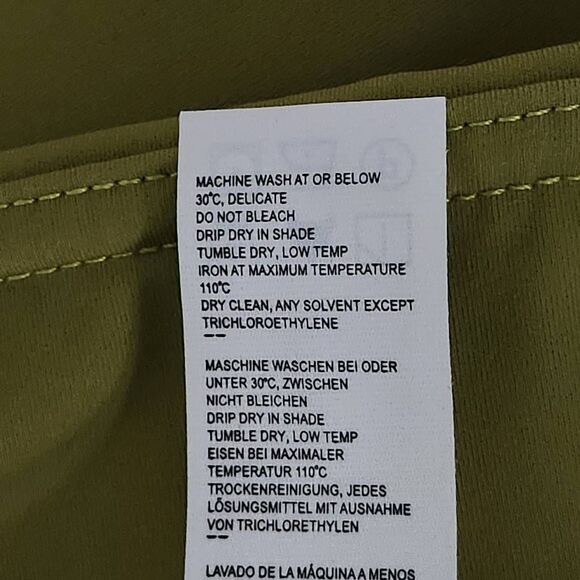 MACHINE WASH AT OR BELOW
30°C, DELICATE
DO NOT BLEACH
DRIP DRY IN SHADE
TUMBLE DRY, LOW TEMP
IRON AT MAXIMUM TEMPERATURE
110°C
DRY CLEAN, ANY SOLVENT EXCEPT
TRICHLOROETHYLENE
MASCHINE WASCHEN BEI ODER
UNTER 30°C, ZWISCHEN
NICHT BLEICHEN
DRIP DRY IN SHADE
TUMBLE DRY, LOW TEMP
EISEN BEI MAXIMALER
TEMPERATUR 110°C
TROCKENREINIGUNG, JEDES
LÖSUNGSMITTEL MIT AUSNAHME
VON TRICHLORETHYLEN
LAVADO DE LA MÁQUINA A MENOS